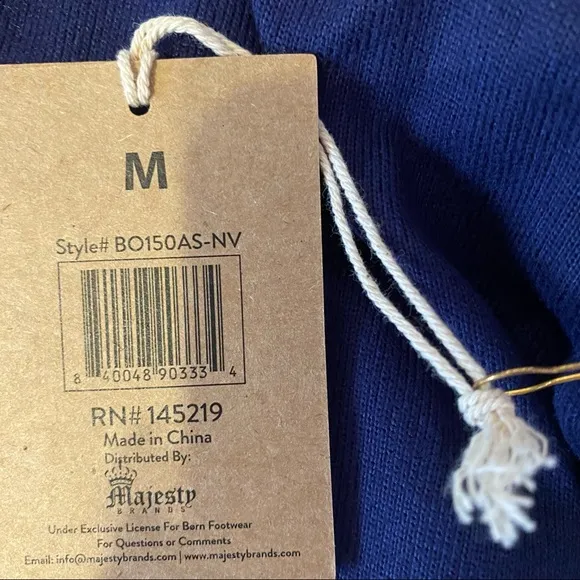 M
Style# BO150AS-NV
8 40048 90333 4
RN# 145219
Made in China
Distributed By:
Majesty
BRANDS
Under Exclusive License For Børn Footwear
For Questions or Comments
Email: info@majestybrands.com | www.majestybrands.com